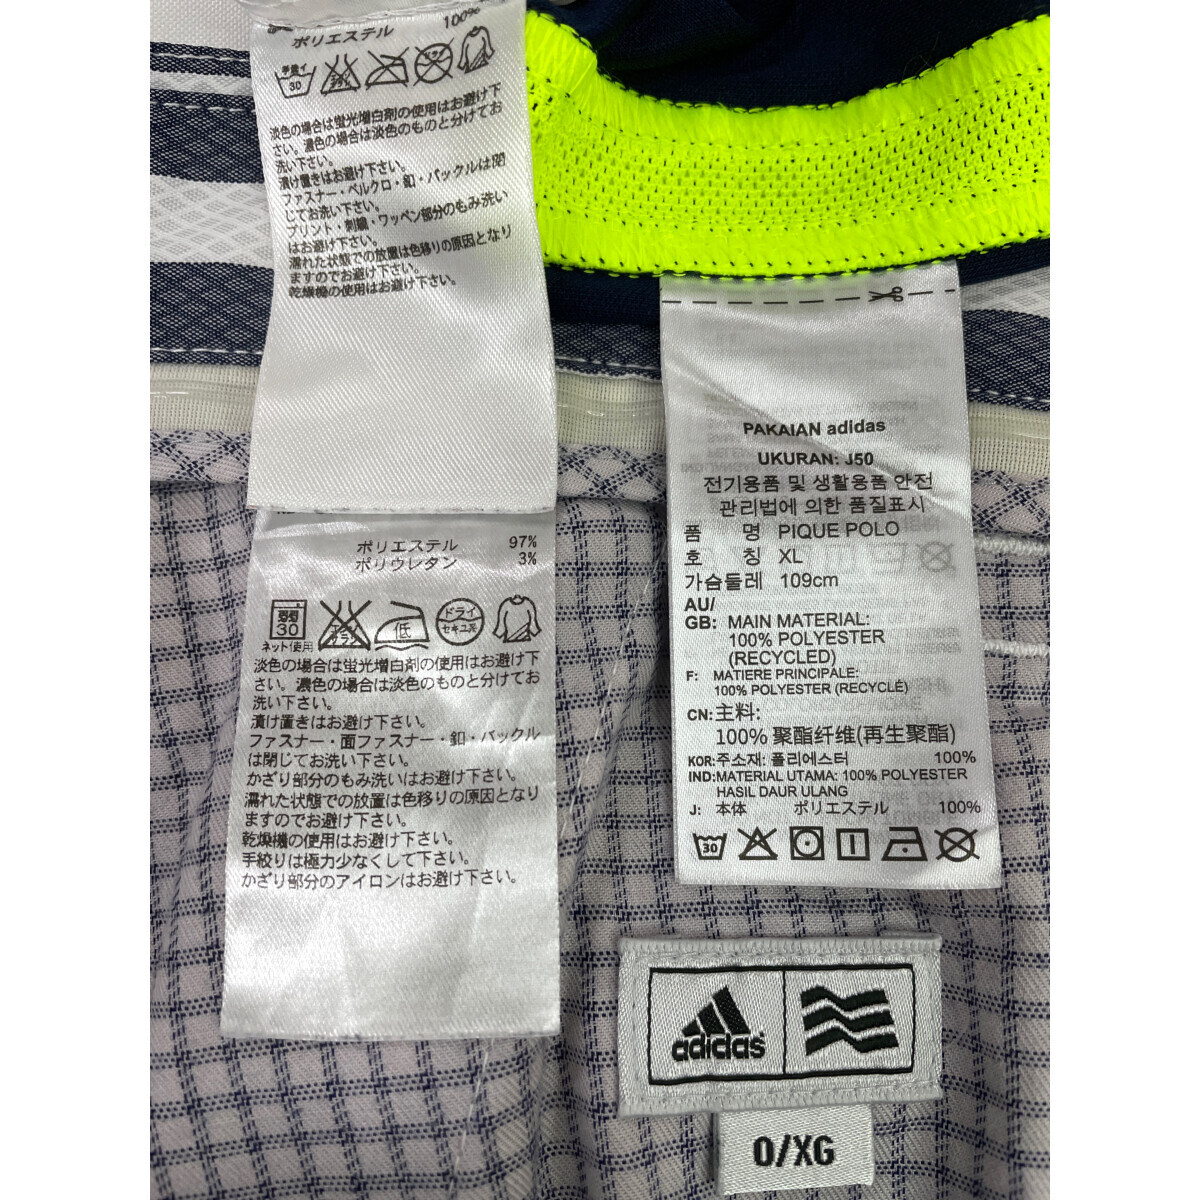 ポリエステル 100%
手洗イ
30
ドライ
淡色の場合は蛍光増白剤の使用はお避け下
さい。濃色の場合は淡色のものと分けてお
洗い下さい。
漬け置きはお避け下さい。
ファスナー・ベルクロ・釦・バックルは閉
じてお洗い下さい。
プリント・刺繍・ワッペン部分のもみ洗い
はお避け下さい。
濡れた状態での放置は色移りの原因となり
ますのでお避け下さい。
乾燥機の使用はお避け下さい。
ポリエステル 97%
ポリウレタン 3%
30
ネット使用
エンソ
サラシ
低
ドライ
セキユ系
淡色の場合は蛍光増白剤の使用はお避け下
さい。濃色の場合は淡色のものと分けてお
洗い下さい。
漬け置きはお避け下さい。
ファスナー・面ファスナー・釦・バックル
は閉じてお洗い下さい。
かざり部分のもみ洗いはお避け下さい。
濡れた状態での放置は色移りの原因となり
ますのでお避け下さい。
乾燥機の使用はお避け下さい。
手絞りは極力少なくして下さい。
かざり部分のアイロンはお避け下さい。
PAKAIAN adidas
UKURAN: J50
전기용품 및 생활용품 안전
관리법에 의한 품질표시
품 명 PIQUE POLO
호 칭 XL
가슴둘레 109cm
AU/
GB: MAIN MATERIAL:
100% POLYESTER
(RECYCLED)
F: MATIERE PRINCIPALE:
100% POLYESTER (RECYCLÉ)
CN: 主料:
100% 聚酯纤维(再生聚酯)
KOR: 주소재: 폴리에스터 100%
IND: MATERIAL UTAMA: 100% POLYESTER
HASIL DAUR ULANG
J: 本体 ポリエステル 100%
30
adidas
O/XG